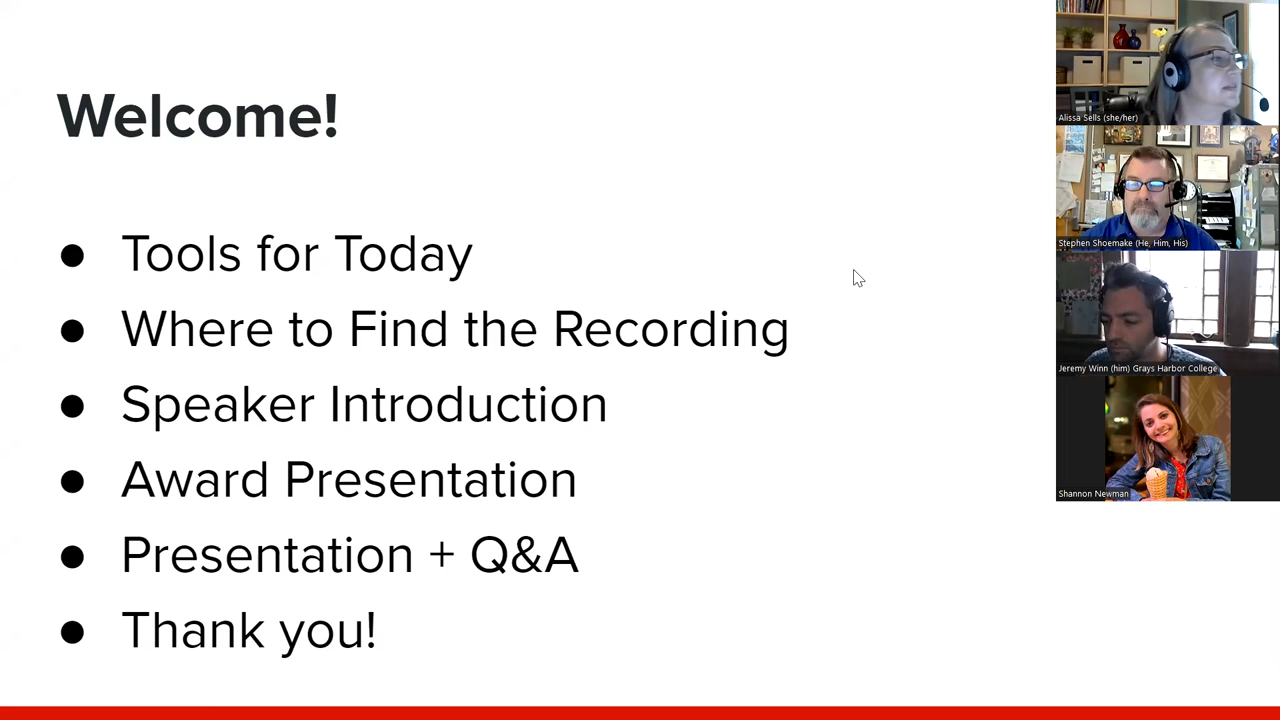 Welcome!
● Tools for Today
● Where to Find the Recording
● Speaker Introduction
● Award Presentation
● Presentation + Q&A
● Thank you!
Alissa Sells (she/her)
Stephen Shoemake (He, Him, His)
Jeremy Winn (him) Grays Harbor College
Shannon Newman